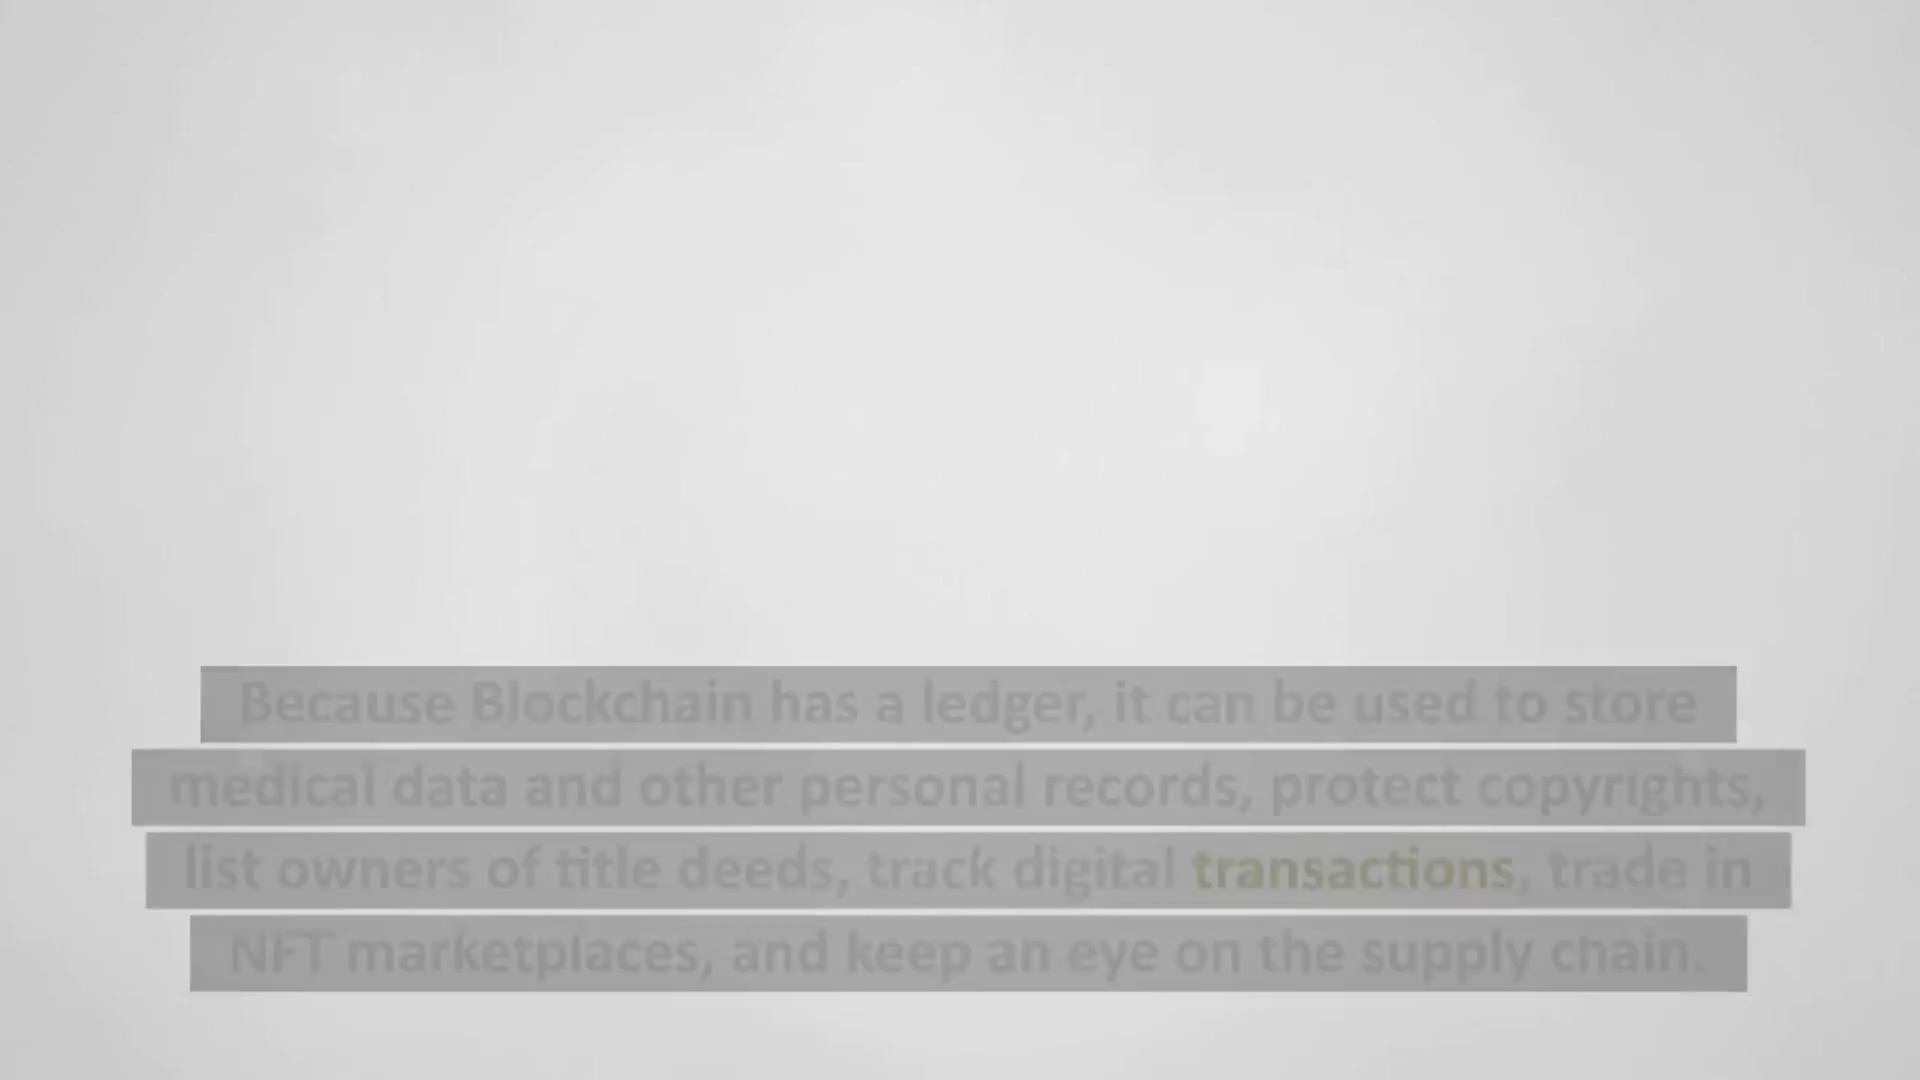 Because Blockchain has a ledger, it can be used to store
medical data and other personal records, protect copyrights,
list owners of title deeds, track digital transactions, trade in
NFT marketplaces, and keep an eye on the supply chain.